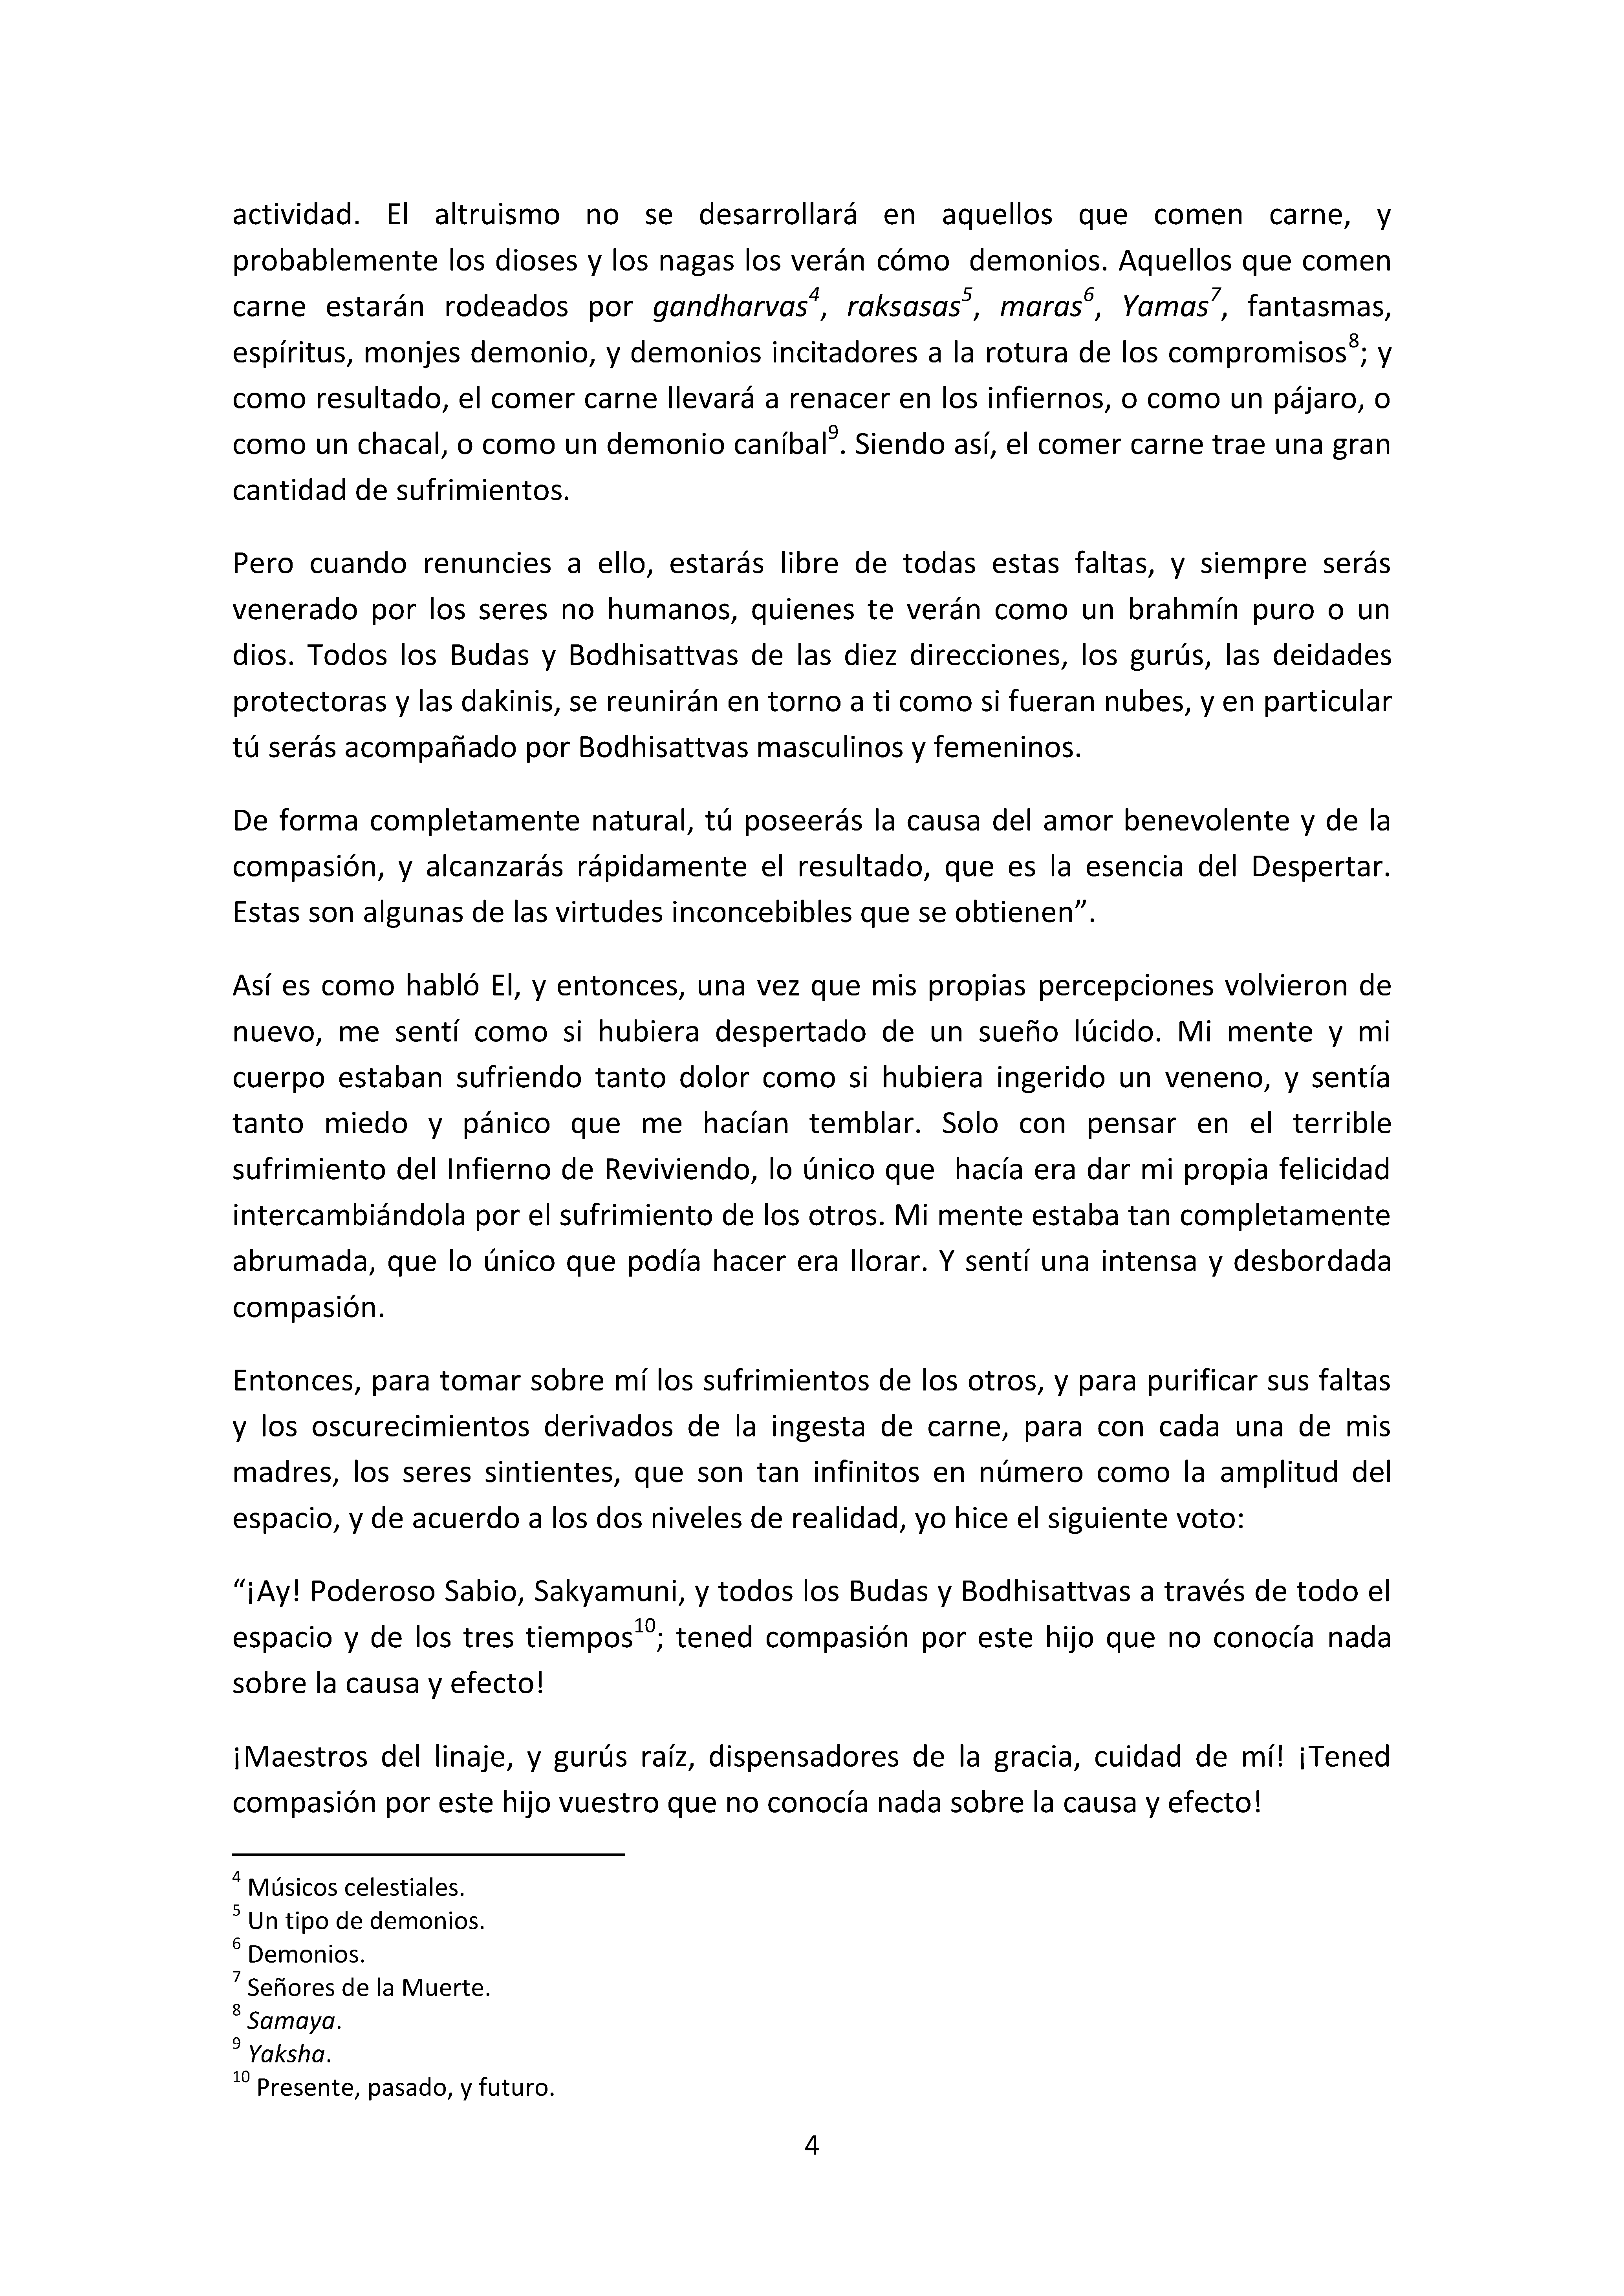 actividad. El altruismo no se desarrollará en aquellos que comen carne, y
probablemente los dioses y los nagas los verán cómo  demonios. Aquellos que comen
carne estarán rodeados por gandharvas⁴, raksasas⁵, maras⁶, Yamas⁷, fantasmas,
espíritus, monjes demonio, y demonios incitadores a la rotura de los compromisos⁸; y
como resultado, el comer carne llevará a renacer en los infiernos, o como un pájaro, o
como un chacal, o como un demonio caníbal⁹. Siendo así, el comer carne trae una gran
cantidad de sufrimientos.
Pero cuando renuncies a ello, estarás libre de todas estas faltas, y siempre serás
venerado por los seres no humanos, quienes te verán como un brahmín puro o un
dios. Todos los Budas y Bodhisattvas de las diez direcciones, los gurús, las deidades
protectoras y las dakinis, se reunirán en torno a ti como si fueran nubes, y en particular
tú serás acompañado por Bodhisattvas masculinos y femeninos.
De forma completamente natural, tú poseerás la causa del amor benevolente y de la
compasión, y alcanzarás rápidamente el resultado, que es la esencia del Despertar.
Estas son algunas de las virtudes inconcebibles que se obtienen”.
Así es como habló El, y entonces, una vez que mis propias percepciones volvieron de
nuevo, me sentí como si hubiera despertado de un sueño lúcido. Mi mente y mi
cuerpo estaban sufriendo tanto dolor como si hubiera ingerido un veneno, y sentía
tanto miedo y pánico que me hacían temblar. Solo con pensar en el terrible
sufrimiento del Infierno de Reviviendo, lo único que  hacía era dar mi propia felicidad
intercambiándola por el sufrimiento de los otros. Mi mente estaba tan completamente
abrumada, que lo único que podía hacer era llorar. Y sentí una intensa y desbordada
compasión.
Entonces, para tomar sobre mí los sufrimientos de los otros, y para purificar sus faltas
y los oscurecimientos derivados de la ingesta de carne, para con cada una de mis
madres, los seres sintientes, que son tan infinitos en número como la amplitud del
espacio, y de acuerdo a los dos niveles de realidad, yo hice el siguiente voto:
“¡Ay! Poderoso Sabio, Sakyamuni, y todos los Budas y Bodhisattvas a través de todo el
espacio y de los tres tiempos¹⁰; tened compasión por este hijo que no conocía nada
sobre la causa y efecto!
¡Maestros del linaje, y gurús raíz, dispensadores de la gracia, cuidad de mí! ¡Tened
compasión por este hijo vuestro que no conocía nada sobre la causa y efecto!
⁴ Músicos celestiales.
⁵ Un tipo de demonios.
⁶ Demonios.
⁷ Señores de la Muerte.
⁸ Samaya.
⁹ Yaksha.
¹⁰ Presente, pasado, y futuro.
4